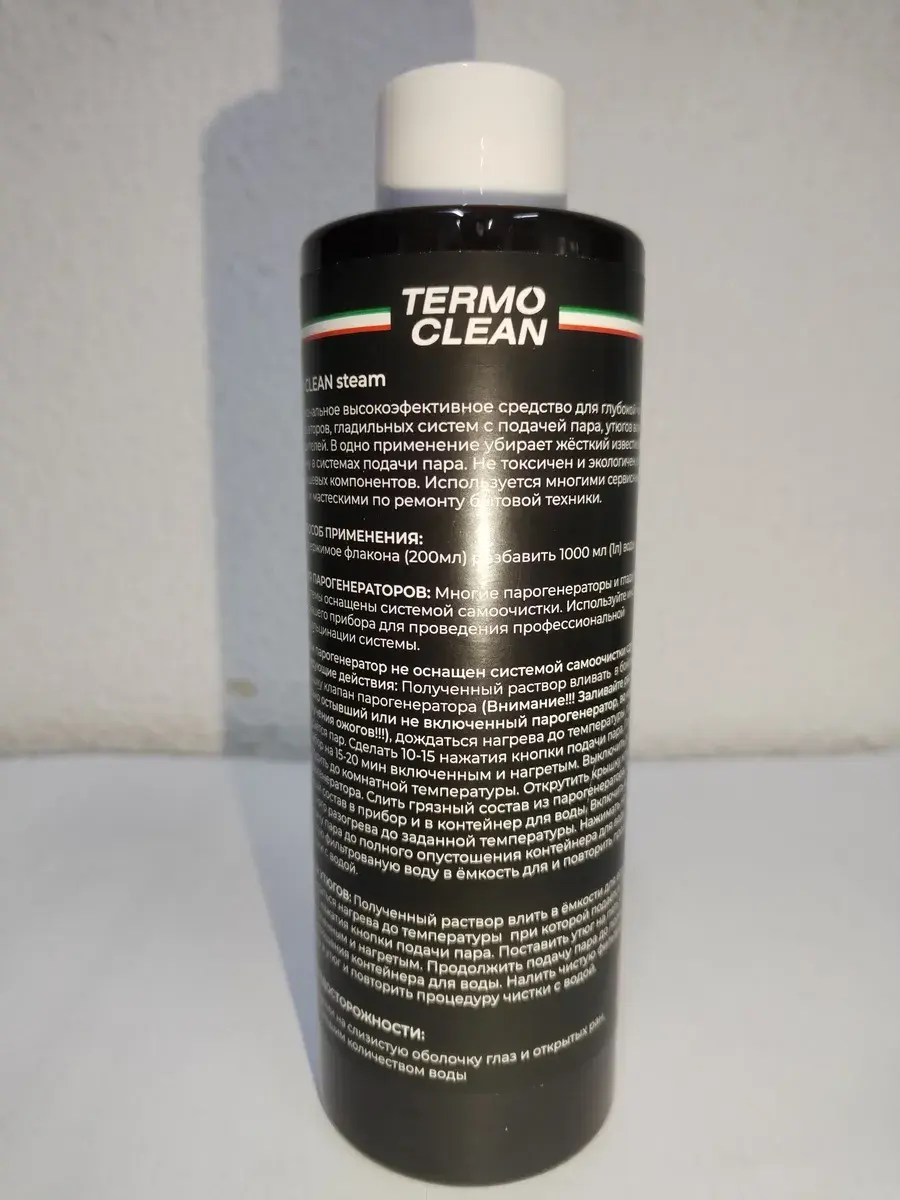 TERMO
CLEAN
CLEAN steam
высокоэфективное средство для глубокой
гладильных систем с подачей пара, утюгов
В одно применение убирает жёсткий
в системах подачи пара. Не токсичен и экологичен
компонентов. Используется многими
и мастескими по ремонту бытовой техники.
ПРИМЕНЕНИЯ:
флакона (200мл) разбавить 1000 мл (1л) воды
ПАРОГЕНЕРАТОРОВ: Многие парогенераторы и
оснащены системой самоочистки. Используйте
прибора для проведения профессиональной
системы.
парогенератор не оснащен системой самоочистки
действия: Полученный раствор вливать в
клапан парогенератора (Внимание!!! Заливайте
остывший или не включенный парогенератор,
ожогов!!!), дождаться нагрева до температуры
пар. Сделать 10-15 нажатия кнопки подачи пара.
на 15-20 мин включенным и нагретым. Выключить
до комнатной температуры. Открутить крышку
Слить грязный состав из парогенератора
состав в прибор и в контейнер для воды. Включить
разогрева до заданной температуры. Нажимать
пара до полного опустошения контейнера для
фильтрованую воду в ёмкость для и повторить
с водой.
Полученный раствор влить в ёмкости для
нагрева до температуры при которой
кнопки подачи пара. Поставить утюг на
и нагретым. Продолжить подачу пара до
контейнера для воды. Налить чистую
утюг и повторить процедуру чистки с водой.
на слизистую оболочку глаз и открытых ран,
количеством воды